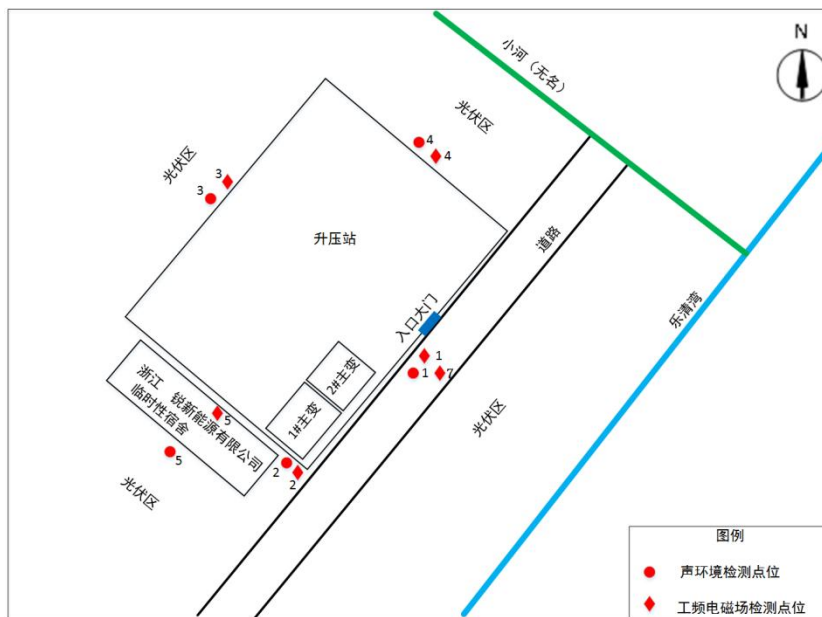 N
小河（无名）
光伏区
4
4
光伏区
3
3
升压站
道路
乐清湾
入口大门
1
1
7
2#主变
1#主变
浙江 锐新能源有限公司
临时性宿舍
5
5
2
2
光伏区
光伏区
图例
声环境检测点位
工频电磁场检测点位